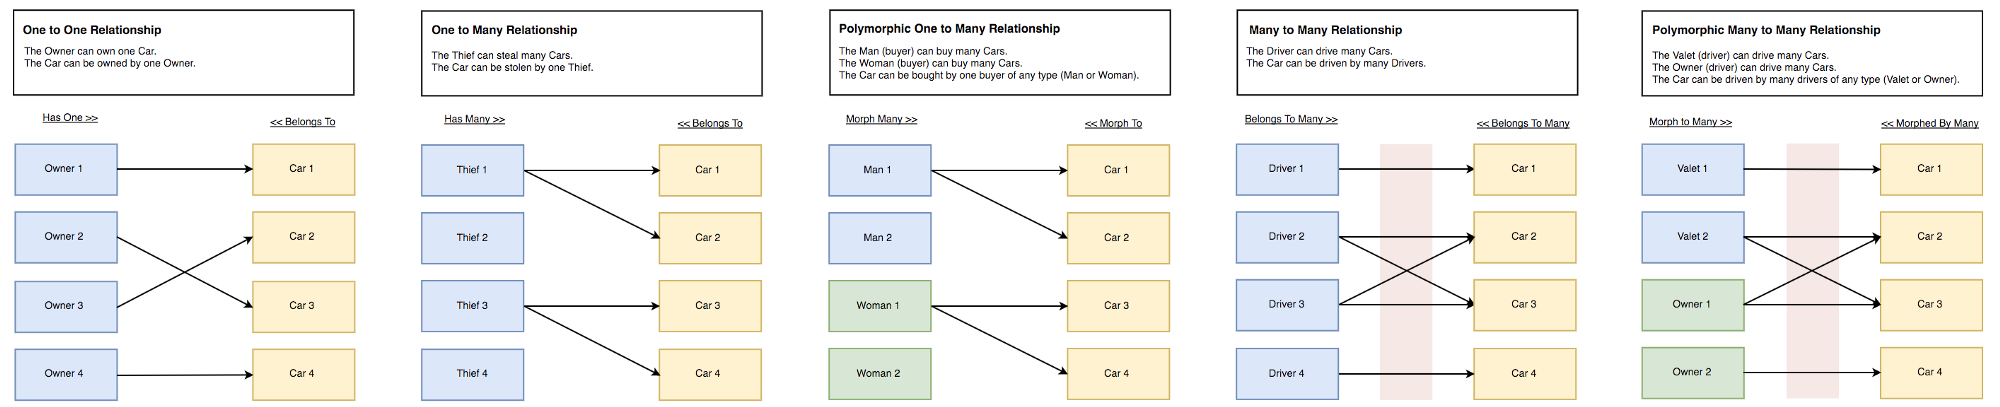 One to One Relationship
The Owner can own one Car.
The Car can be owned by one Owner.
Has One >>
<< Belongs To
Owner 1
Car 1
Owner 2
Car 2
Owner 3
Car 3
Owner 4
Car 4
One to Many Relationship
The Thief can steal many Cars.
The Car can be stolen by one Thief.
Has Many >>
<< Belongs To
Thief 1
Car 1
Thief 2
Car 2
Thief 3
Car 3
Thief 4
Car 4
Polymorphic One to Many Relationship
The Man (buyer) can buy many Cars.
The Woman (buyer) can buy many Cars.
The Car can be bought by one buyer of any type (Man or Woman).
Morph Many >>
<< Morph To
Man 1
Car 1
Man 2
Car 2
Woman 1
Car 3
Woman 2
Car 4
Many to Many Relationship
The Driver can drive many Cars.
The Car can be driven by many Drivers.
Belongs To Many >>
<< Belongs To Many
Driver 1
Car 1
Driver 2
Car 2
Driver 3
Car 3
Driver 4
Car 4
Polymorphic Many to Many Relationship
The Valet (driver) can drive many Cars.
The Owner (driver) can drive many Cars.
The Car can be driven by many drivers of any type (Valet or Owner).
Morph to Many >>
<< Morphed By Many
Valet 1
Car 1
Valet 2
Car 2
Owner 1
Car 3
Owner 2
Car 4